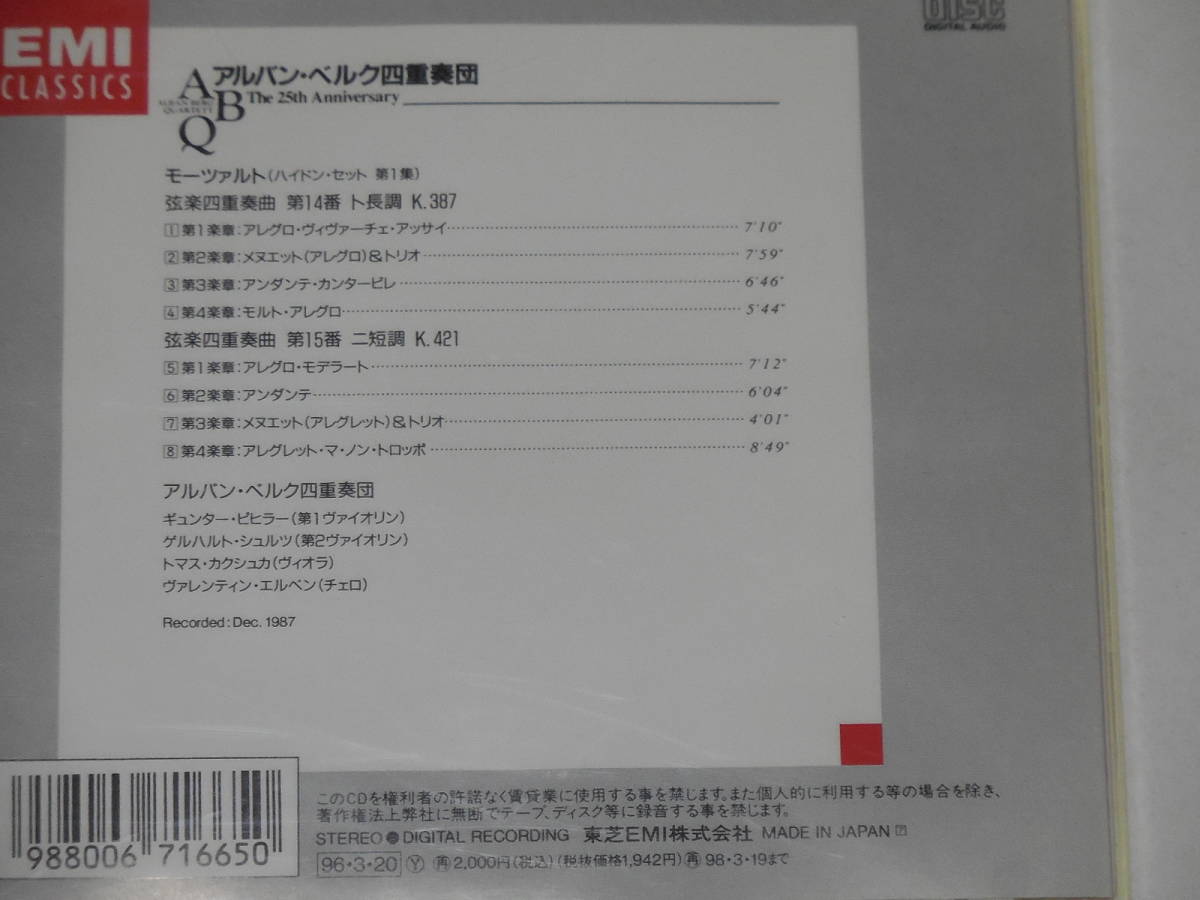 EMI
CLASSICS
DISC
DIGITAL AUDIO
ABQ
ALBAN BERG
QUARTETT
アルバン・ベルク四重奏団
The 25th Anniversary
モーツァルト(ハイドン・セット 第1集)
弦楽四重奏曲 第14番 ト長調 K.387
1 第1楽章:アレグロ・ヴィヴァーチェ・アッサイ 7'10"
2 第2楽章:メヌエット(アレグロ)&トリオ 7'59"
3 第3楽章:アンダンテ・カンタービレ 6'46"
4 第4楽章:モルト・アレグロ 5'44"
弦楽四重奏曲 第15番 ニ短調 K.421
5 第1楽章:アレグロ・モデラート 7'12"
6 第2楽章:アンダンテ 6'04"
7 第3楽章:メヌエット(アレグレット)&トリオ 4'01"
8 第4楽章:アレグレット・マ・ノン・トロッポ 8'49"
アルバン・ベルク四重奏団
ギュンター・ピヒラー(第1ヴァイオリン)
ゲルハルト・シュルツ(第2ヴァイオリン)
トマス・カクシュカ(ヴィオラ)
ヴァレンティン・エルベン(チェロ)
Recorded:Dec. 1987
このCDを権利者の許諾なく賃貸業に使用する事を禁じます。また個人的に利用する等の場合を除き、
著作権法上弊社に無断でテープ、ディスク等に録音する事を禁じます。
STEREO DIGITAL RECORDING 東芝EMI株式会社 MADE IN JAPAN
988006 716650
96・3・20 Ⓨ 再 2,000円(税込)(税抜価格1,942円) 再 98・3・19まで